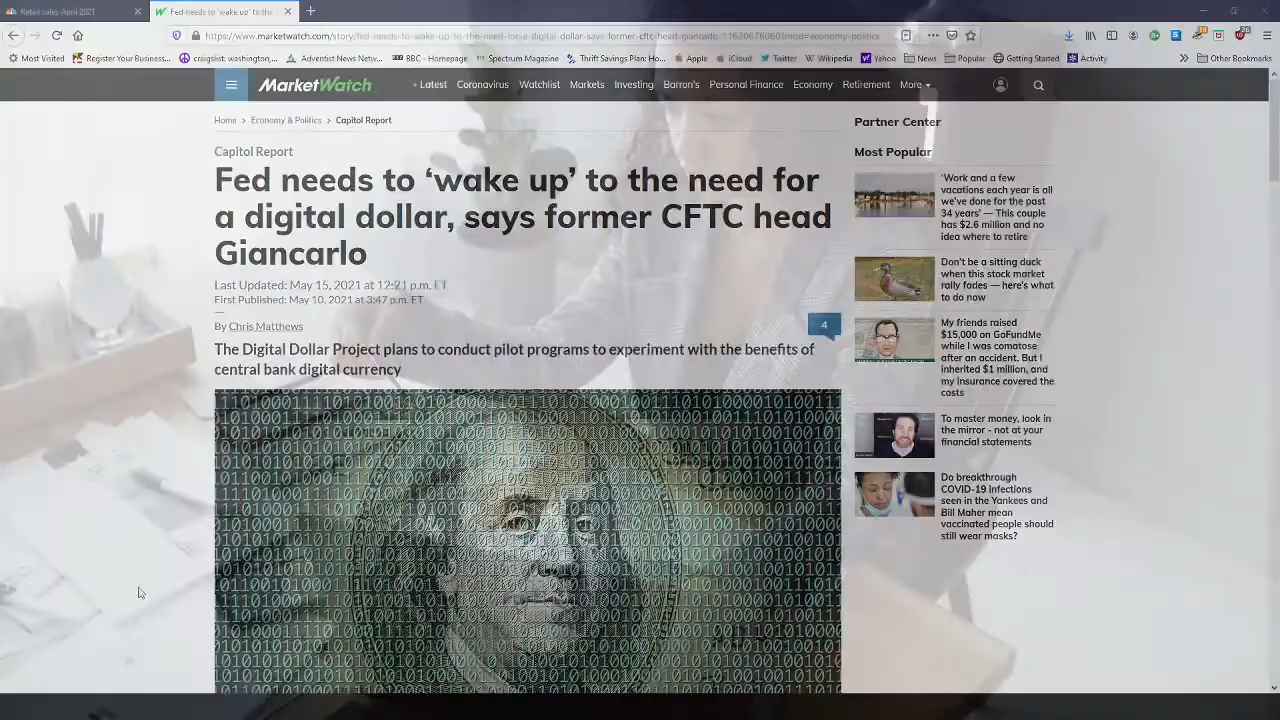 Retail sales April 2021
Fed needs to 'wake up' to the
https://www.marketwatch.com/story/fed-needs-to-wake-up-to-the-need-for-a-digital-dollar-says-former-cftc-head-giancarlo-11620676060?mod=economy-politics
Most Visited Register Your Business... craigslist: washington,... Adventist News Netw... BBC - Homepage Spectrum Magazine Thrift Savings Plan: Ho... Apple iCloud Twitter Wikipedia Yahoo News Popular Getting Started Activity Other Bookmarks
MarketWatch Latest Coronavirus Watchlist Markets Investing Barron's Personal Finance Economy Retirement More
Home > Economy & Politics > Capitol Report
Capitol Report
Fed needs to ‘wake up’ to the need for
a digital dollar, says former CFTC head
Giancarlo
Last Updated: May 15, 2021 at 12:21 p.m. ET
First Published: May 10, 2021 at 3:47 p.m. ET
By Chris Matthews
4
The Digital Dollar Project plans to conduct pilot programs to experiment with the benefits of
central bank digital currency
Partner Center
Most Popular
‘Work and a few
vacations each year is all
we’ve done for the past
34 years’ — This couple
has $2.6 million and no
idea where to retire
Don’t be a sitting duck
when this stock market
rally fades — here’s what
to do now
My friends raised
$15,000 on GoFundMe
while I was comatose
after an accident. But I
inherited $1 million, and
my insurance covered the
costs
To master money, look in
the mirror - not at your
financial statements
Do breakthrough
COVID-19 infections
seen in the Yankees and
Bill Maher mean
vaccinated people should
still wear masks?